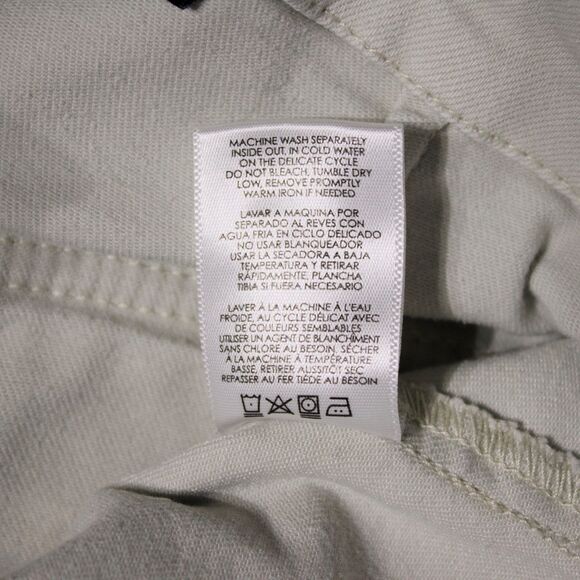 MACHINE WASH SEPARATELY
INSIDE OUT, IN COLD WATER
ON THE DELICATE CYCLE
DO NOT BLEACH, TUMBLE DRY
LOW, REMOVE PROMPTLY
WARM IRON IF NEEDED
LAVAR A MAQUINA POR
SEPARADO AL REVES CON
AGUA FRIA EN CICLO DELICADO
NO USAR BLANQUEADOR
USAR LA SECADORA A BAJA
TEMPERATURA Y RETIRAR
RÁPIDAMENTE, PLANCHA
TIBIA SI FUERA NECESARIO
LAVER À LA MACHINE À L'EAU
FROIDE, AU CYCLE DÉLICAT AVEC
DE COULEURS SEMBLABLES
UTILISER UN AGENT DE BLANCHIMENT
SANS CHLORE AU BESOIN, SÉCHER
À LA MACHINE À TEMPÉRATURE
BASSE, RETIRER AUSSITÔT SEC
REPASSER AU FER TIÈDE AU BESOIN